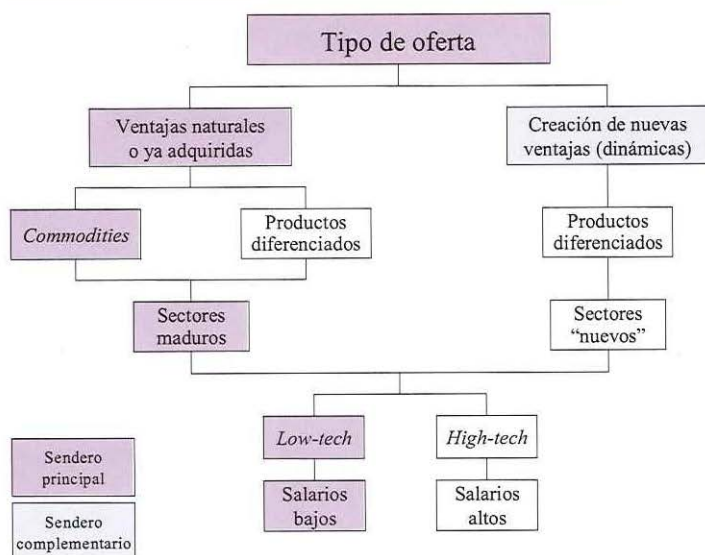 Tipo de oferta
Ventajas naturales
o ya adquiridas
Creación de nuevas
ventajas (dinámicas)
Commodities
Productos
diferenciados
Productos
diferenciados
Sectores
maduros
Sectores
“nuevos”
Low-tech
High-tech
Salarios
bajos
Salarios
altos
Sendero
principal
Sendero
complementario